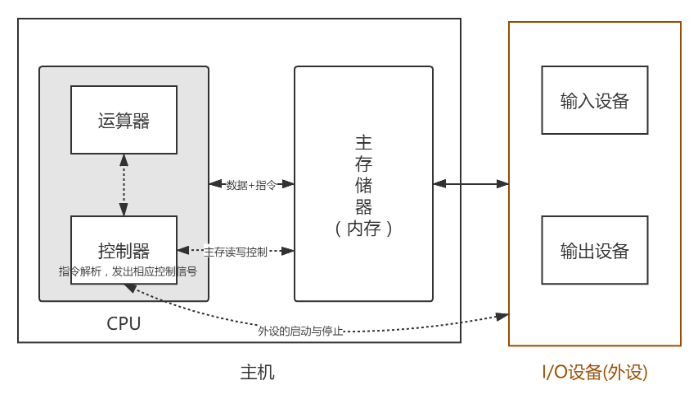 运算器
控制器
指令解析，发出相应控制信号
CPU
数据+指令
主存读写控制
外设的启动与停止
主
存
储
器
（内存）
主机
输入设备
输出设备
I/O设备(外设)